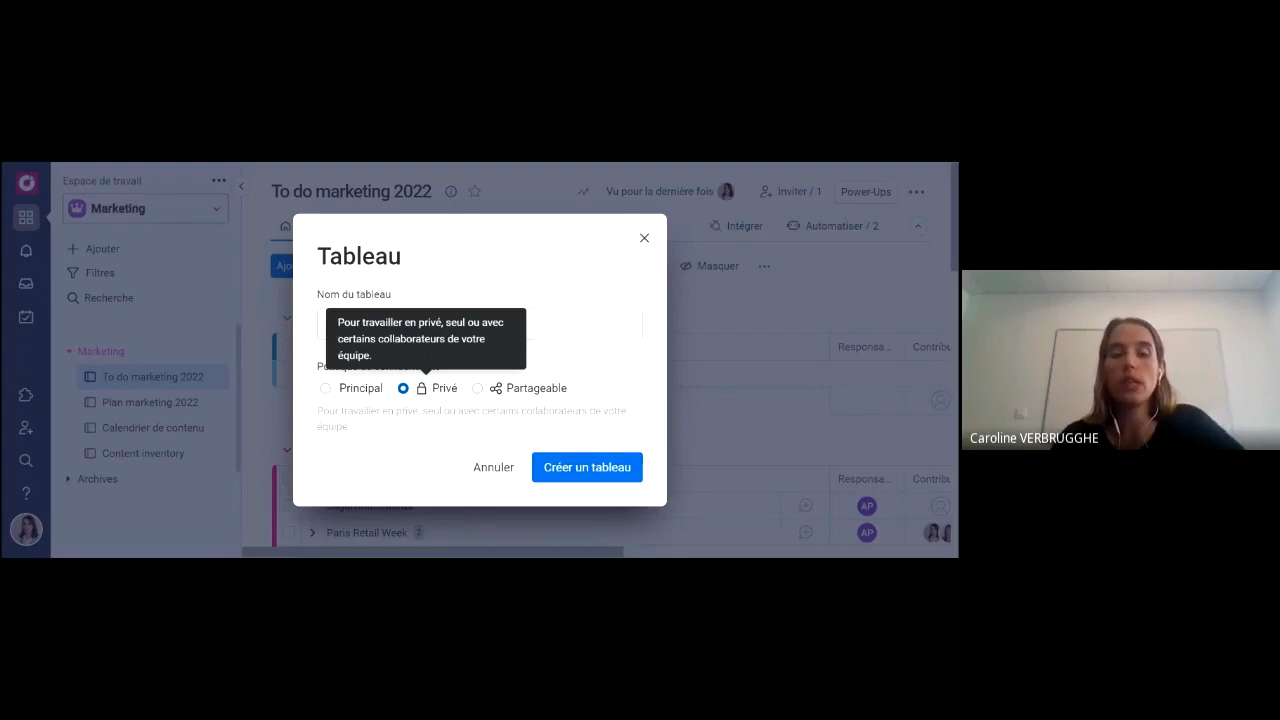 Espace de travail
Marketing
Ajouter
Filtres
Recherche
Marketing
To do marketing 2022
Plan marketing 2022
Calendrier de contenu
Content inventory
Archives
To do marketing 2022
Vu pour la dernière fois
Inviter / 1
Power-Ups
Intégrer
Automatiser / 2
Ajo
Masquer
Tableau
Nom du tableau
Pour travailler en privé, seul ou avec
certains collaborateurs de votre
équipe.
Principal
Privé
Partageable
Pour travailler en privé, seul ou avec certains collaborateurs de votre
équipe.
Annuler
Créer un tableau
Responsa
Contribu
Responsa
Contribu
AP
Paris Retail Week 2
AP
Caroline VERBRUGGHE